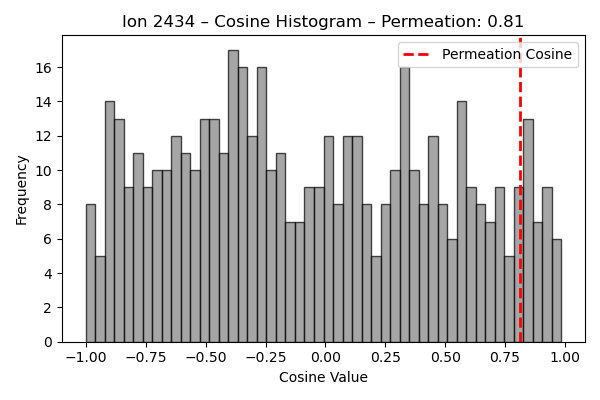 Ion 2434 – Cosine Histogram – Permeation: 0.81
Permeation Cosine
Frequency
16
14
12
10
8
6
4
2
0
−1.00 −0.75 −0.50 −0.25 0.00 0.25 0.50 0.75 1.00
Cosine Value